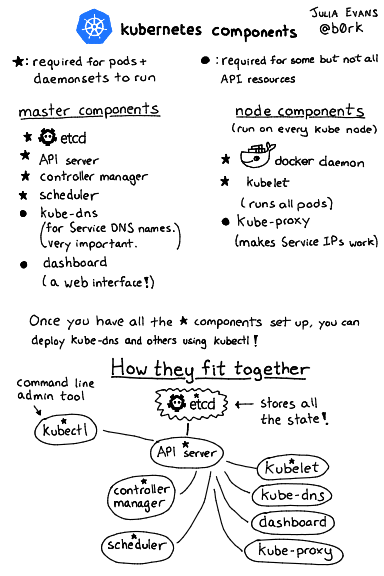 kubernetes components
JULIA EVANS
@b0rk
★: required for pods +
daemonsets to run
●: required for some but not all
API resources
master components
★ etcd
★ API server
★ controller manager
★ scheduler
● kube-dns
(for Service DNS names.
very important.)
● dashboard
(a web interface!)
node components
(run on every kube node)
★ docker daemon
★ kubelet
(runs all pods)
● kube-proxy
(makes Service IPs work)
Once you have all the ★ components set up, you can
deploy kube-dns and others using kubectl!
How they fit together
command line
admin tool
★ etcd
← stores all
the state!
★ kubectl
API ★ server
★ controller
manager
★ scheduler
★ kubelet
kube-dns
dashboard
kube-proxy